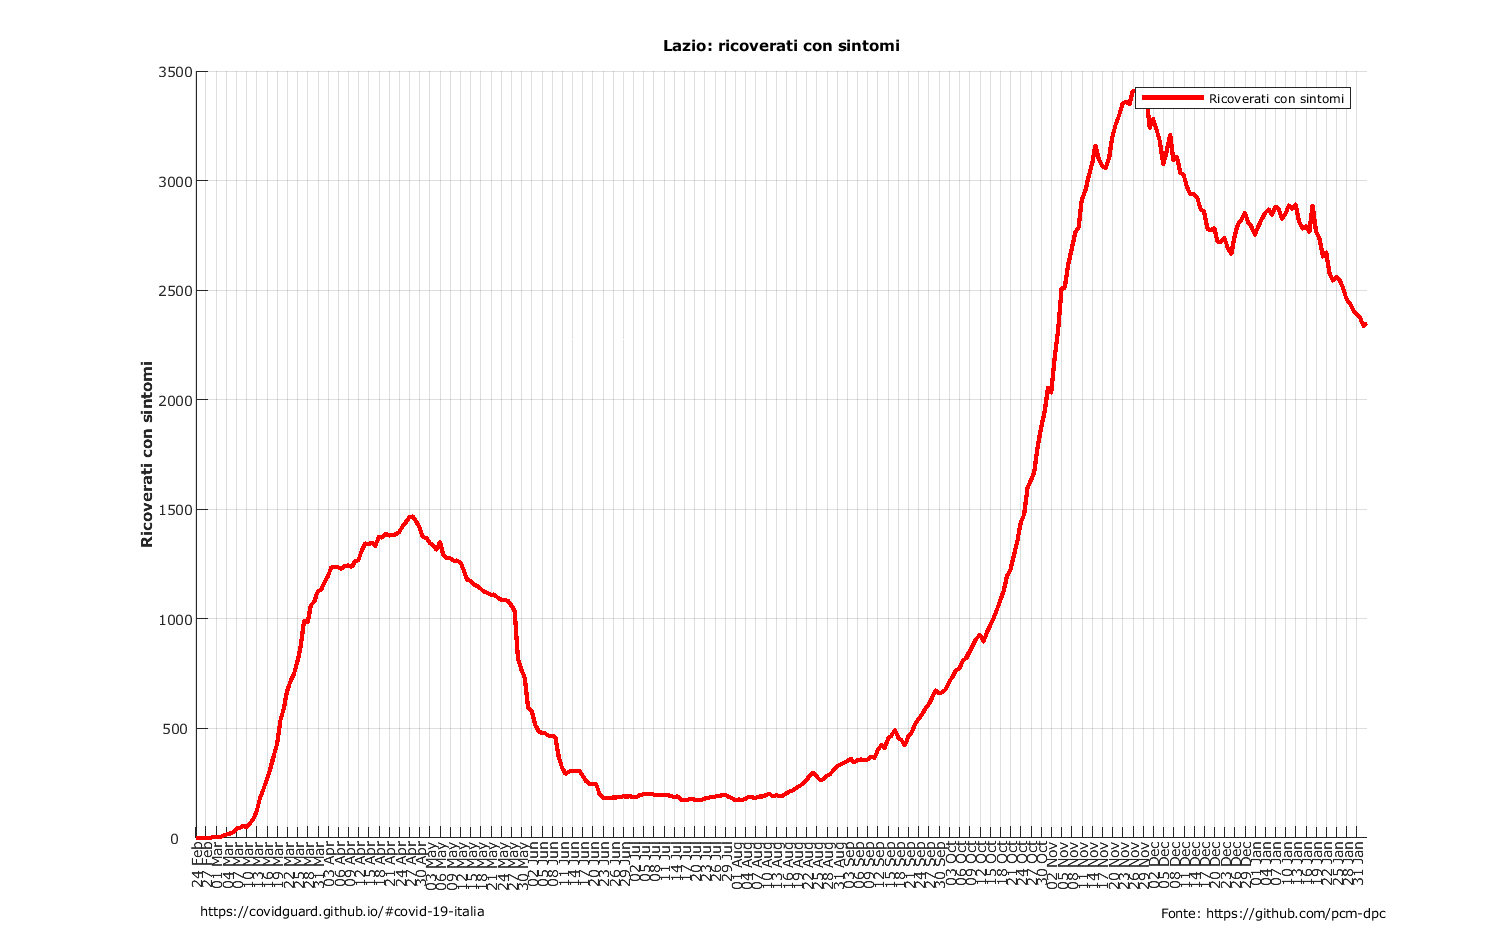 Lazio: ricoverati con sintomi
Ricoverati con sintomi
3500
3000
2500
2000
1500
1000
500
0
Ricoverati con sintomi
24 Feb
27 Feb
01 Mar
04 Mar
07 Mar
10 Mar
13 Mar
16 Mar
19 Mar
22 Mar
25 Mar
28 Mar
31 Mar
03 Apr
06 Apr
09 Apr
12 Apr
15 Apr
18 Apr
21 Apr
24 Apr
27 Apr
30 Apr
03 May
06 May
09 May
12 May
15 May
18 May
21 May
24 May
27 May
30 May
02 Jun
05 Jun
08 Jun
11 Jun
14 Jun
17 Jun
20 Jun
23 Jun
26 Jun
29 Jun
02 Jul
05 Jul
08 Jul
11 Jul
14 Jul
17 Jul
20 Jul
23 Jul
26 Jul
29 Jul
01 Aug
04 Aug
07 Aug
10 Aug
13 Aug
16 Aug
19 Aug
22 Aug
25 Aug
28 Aug
31 Aug
03 Sep
06 Sep
09 Sep
12 Sep
15 Sep
18 Sep
21 Sep
24 Sep
27 Sep
30 Sep
03 Oct
06 Oct
09 Oct
12 Oct
15 Oct
18 Oct
21 Oct
24 Oct
27 Oct
30 Oct
02 Nov
05 Nov
08 Nov
11 Nov
14 Nov
17 Nov
20 Nov
23 Nov
26 Nov
29 Nov
02 Dec
05 Dec
08 Dec
11 Dec
14 Dec
17 Dec
20 Dec
23 Dec
26 Dec
29 Dec
01 Jan
04 Jan
07 Jan
10 Jan
13 Jan
16 Jan
19 Jan
22 Jan
25 Jan
28 Jan
31 Jan
https://covidguard.github.io/#covid-19-italia
Fonte: https://github.com/pcm-dpc